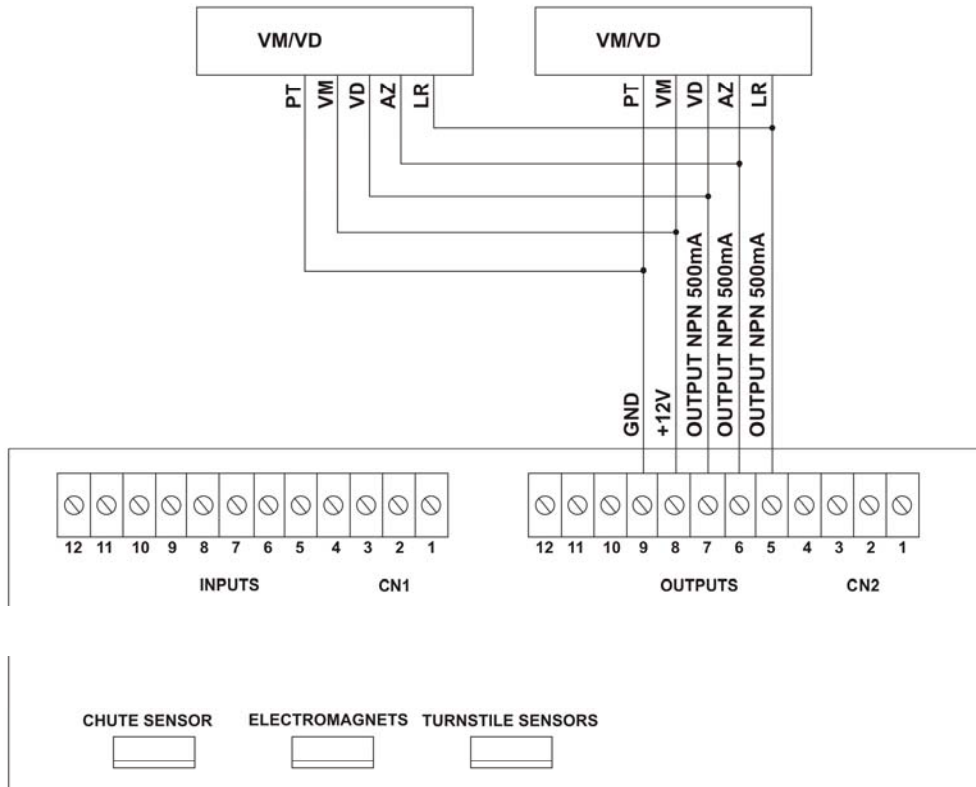 VM/VD
VM/VD
PT
VM
VD
AZ
LR
PT
VM
VD
AZ
LR
GND
+12V
OUTPUT NPN 500mA
OUTPUT NPN 500mA
OUTPUT NPN 500mA
12 11 10 9 8 7 6 5 4 3 2 1
12 11 10 9 8 7 6 5 4 3 2 1
INPUTS CN1
OUTPUTS CN2
CHUTE SENSOR
ELECTROMAGNETS
TURNSTILE SENSORS